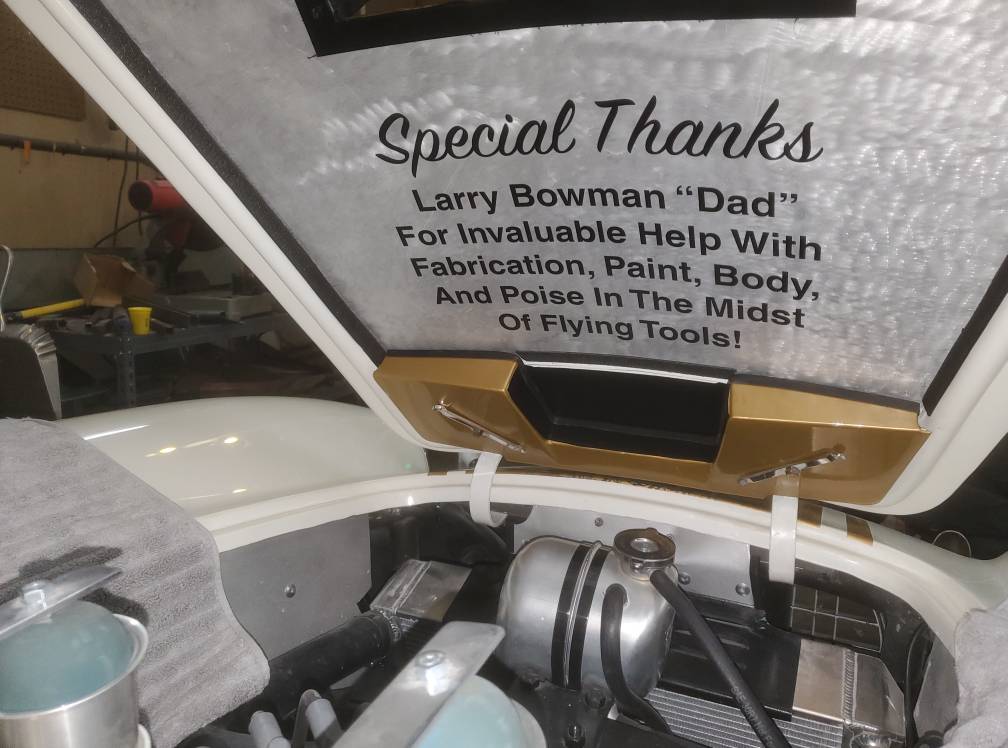 Special Thanks
Larry Bowman “Dad”
For Invaluable Help With
Fabrication, Paint, Body,
And Poise In The Midst
Of Flying Tools!